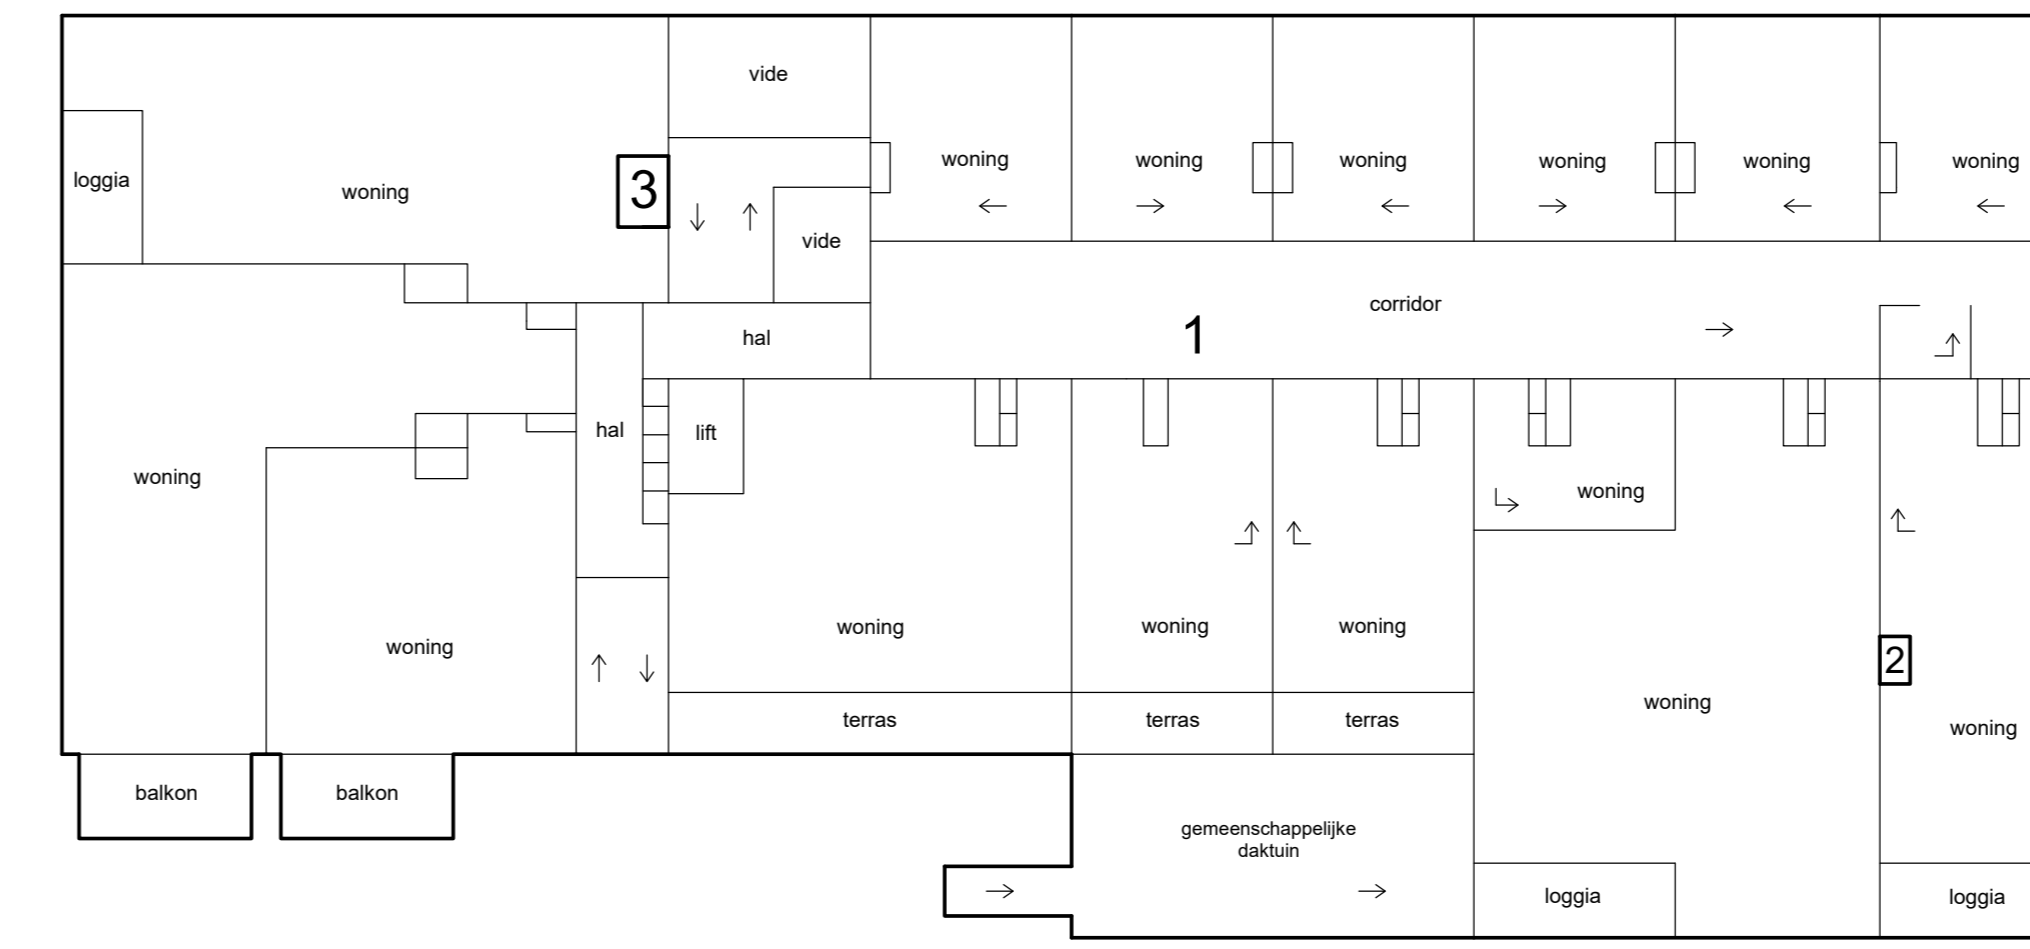 vide
woning
woning
woning
woning
woning
woning
loggia
woning
3
vide
corridor
hal
1
hal
lift
woning
woning
woning
woning
woning
woning
2
woning
terras
terras
terras
woning
woning
balkon
balkon
gemeenschappelijke
daktuin
loggia
loggia